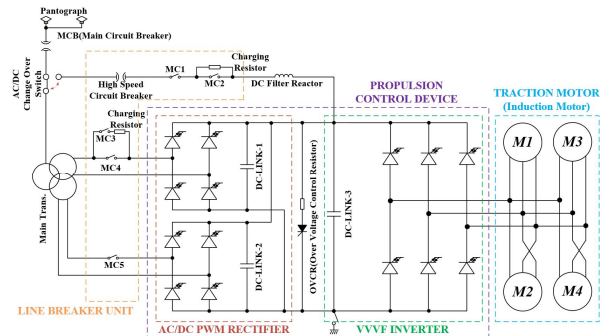 Pantograph
MCB(Main Circuit Breaker)
AC/DC
Change Over
Switch
High Speed
Circuit Breaker
MC1
Charging
Resistor
MC2
DC Filter Reactor
PROPULSION
CONTROL DEVICE
TRACTION MOTOR
(Induction Motor)
Charging
Resistor
MC3
MC4
Main Trans.
MC5
DC-LINK-1
DC-LINK-2
OVCR(Over Voltage Control Resistor)
DC-LINK-3
M1
M3
M2
M4
LINE BREAKER UNIT
AC/DC PWM RECTIFIER
VVVF INVERTER